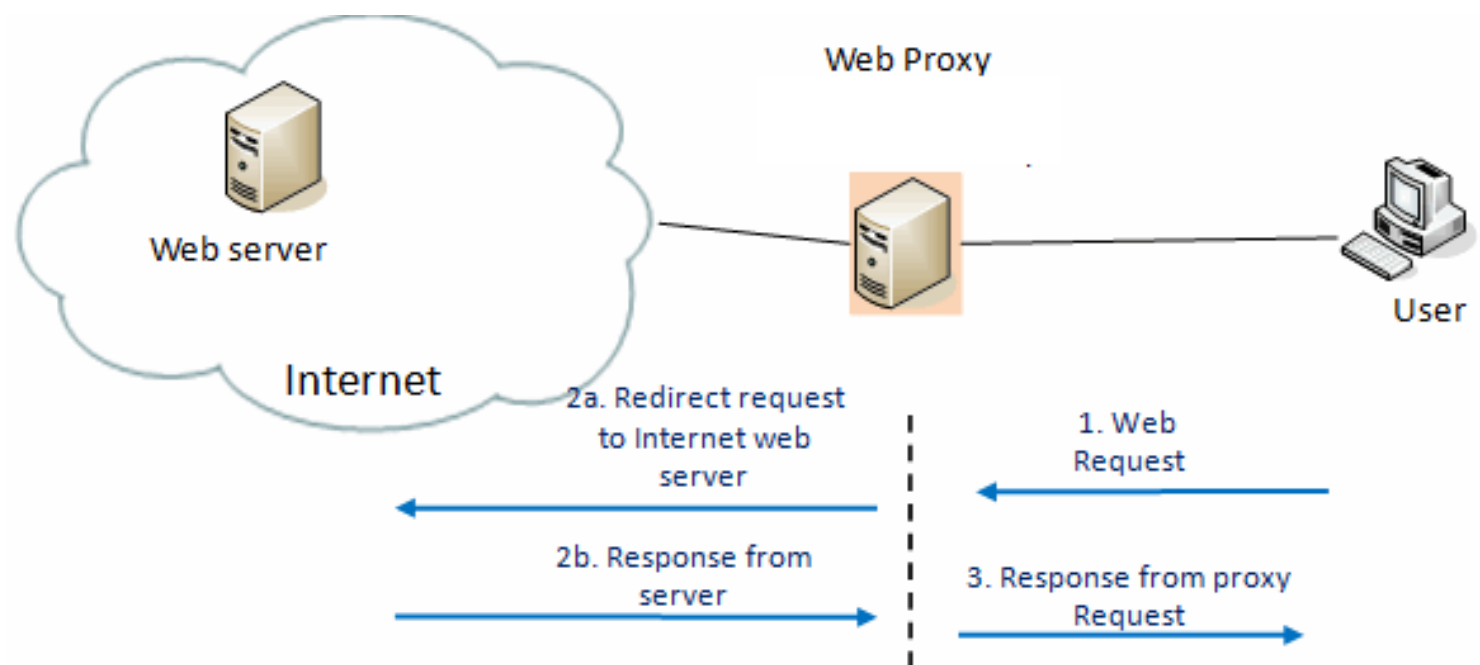 Web Proxy
Web server
User
Internet
2a. Redirect request
to Internet web
server
1. Web
Request
2b. Response from
server
3. Response from proxy
Request